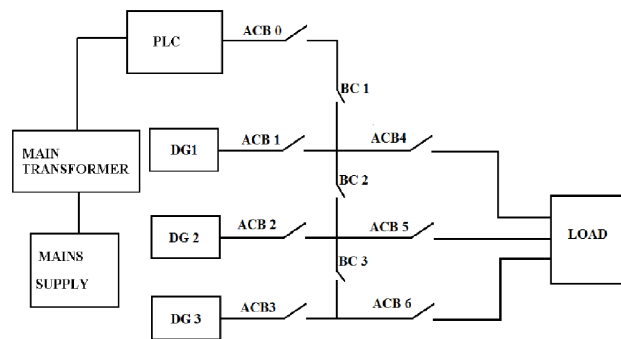 ACB 0
PLC
BC 1
DG1
ACB 1
ACB4
MAIN
TRANSFORMER
BC 2
DG 2
ACB 2
ACB 5
LOAD
MAINS
SUPPLY
BC 3
DG 3
ACB3
ACB 6